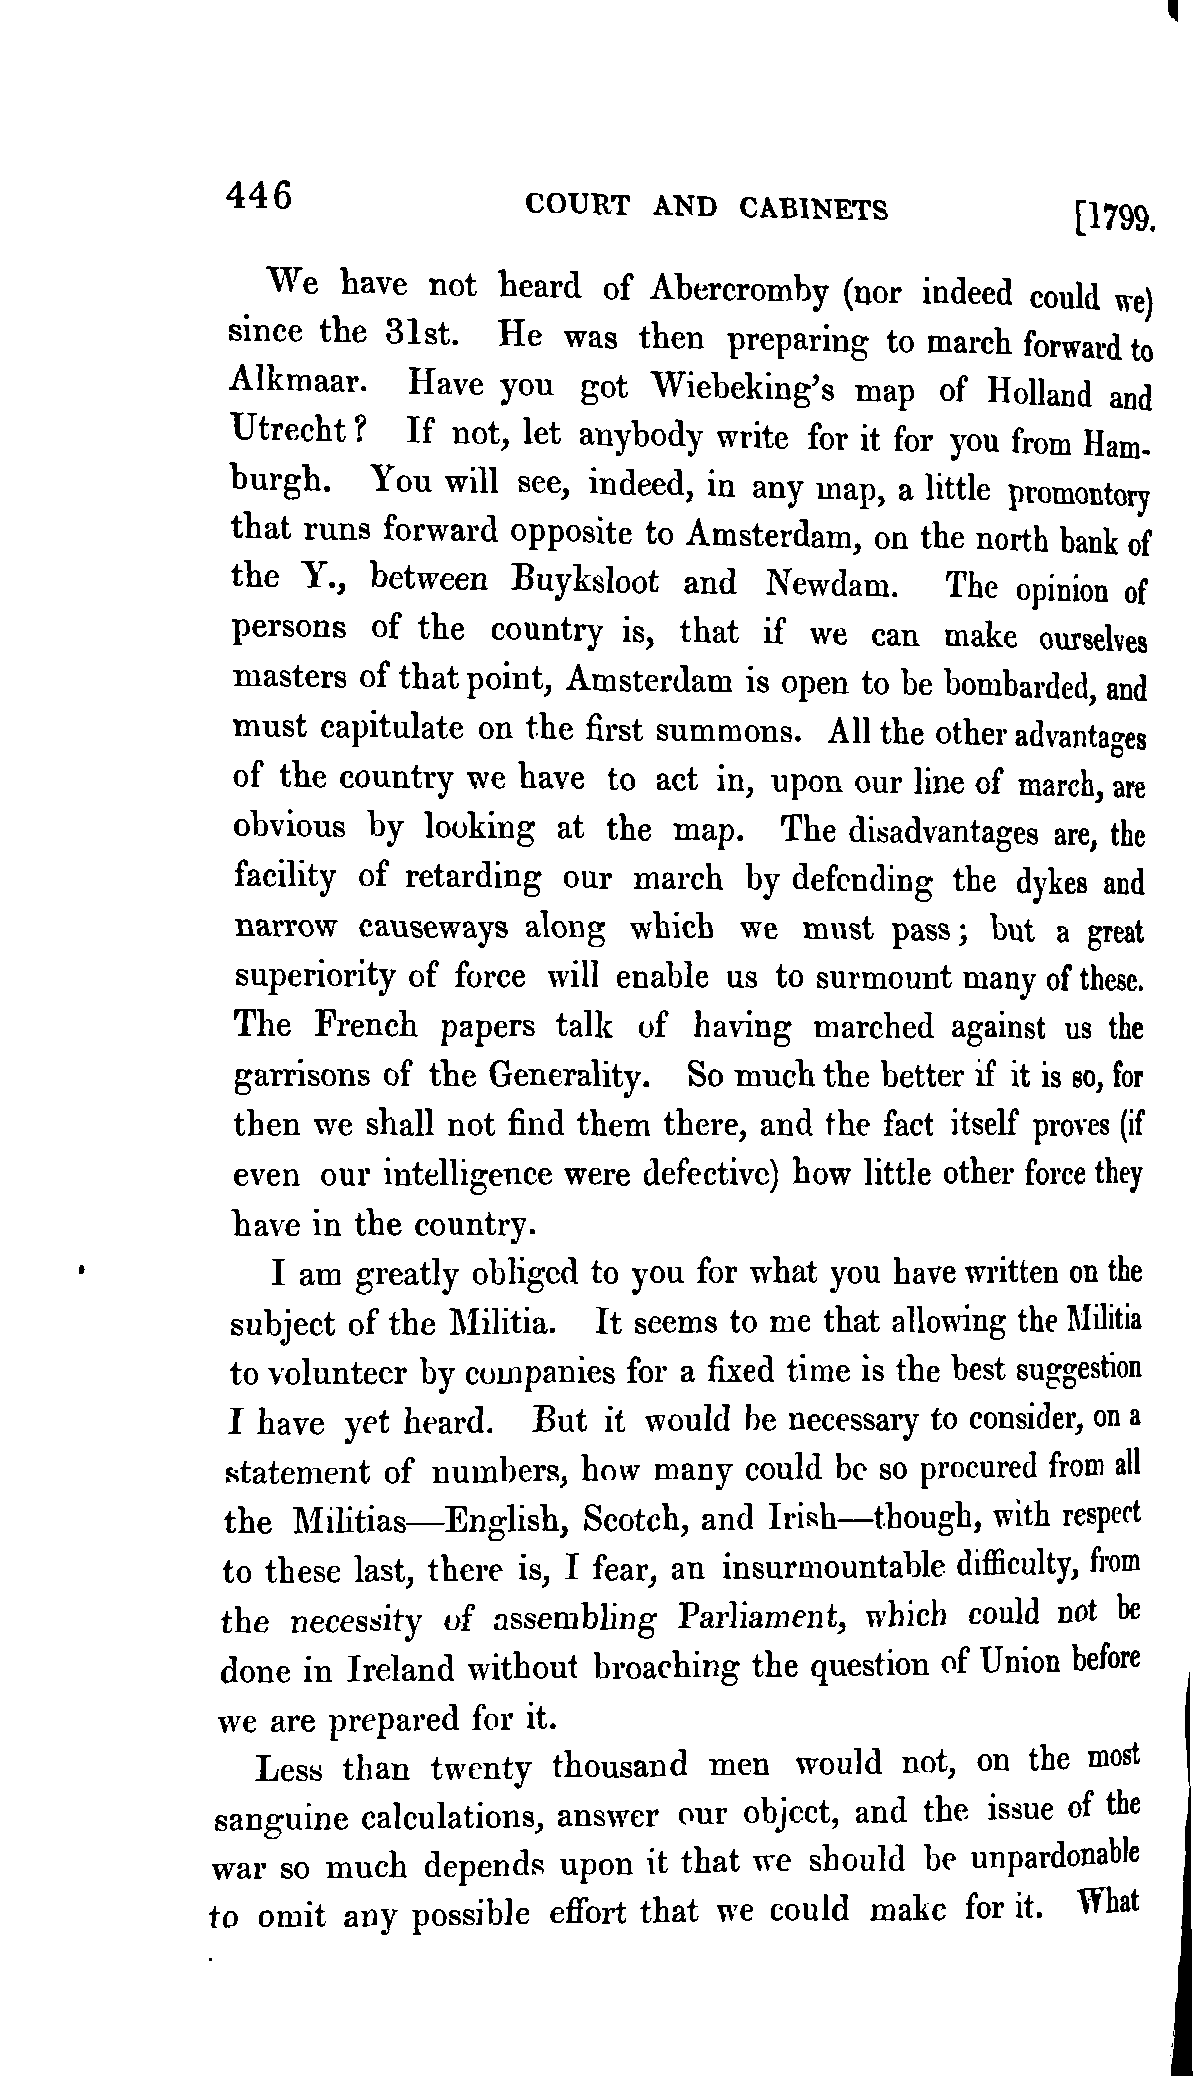 446 COURT AND CABINETS [1799.
We have not heard of Abercromby (nor indeed could we)
since the 31st. He was then preparing to march forward to
Alkmaar. Have you got Wiebeking's map of Holland and
Utrecht? If not, let anybody write for it for you from Ham-
burgh. You will see, indeed, in any map, a little promontory
that runs forward opposite to Amsterdam, on the north bank of
the Y., between Buyksloot and Newdam. The opinion of
persons of the country is, that if we can make ourselves
masters of that point, Amsterdam is open to be bombarded, and
must capitulate on the first summons. All the other advantages
of the country we have to act in, upon our line of march, are
obvious by looking at the map. The disadvantages are, the
facility of retarding our march by defending the dykes and
narrow causeways along which we must pass; but a great
superiority of force will enable us to surmount many of these.
The French papers talk of having marched against us the
garrisons of the Generality. So much the better if it is so, for
then we shall not find them there, and the fact itself proves (if
even our intelligence were defective) how little other force they
have in the country.
I am greatly obliged to you for what you have written on the
subject of the Militia. It seems to me that allowing the Militia
to volunteer by companies for a fixed time is the best suggestion
I have yet heard. But it would be necessary to consider, on a
statement of numbers, how many could be so procured from all
the Militias—English, Scotch, and Irish—though, with respect
to these last, there is, I fear, an insurmountable difficulty, from
the necessity of assembling Parliament, which could not be
done in Ireland without broaching the question of Union before
we are prepared for it.
Less than twenty thousand men would not, on the most
sanguine calculations, answer our object, and the issue of the
war so much depends upon it that we should be unpardonable
to omit any possible effort that we could make for it. What